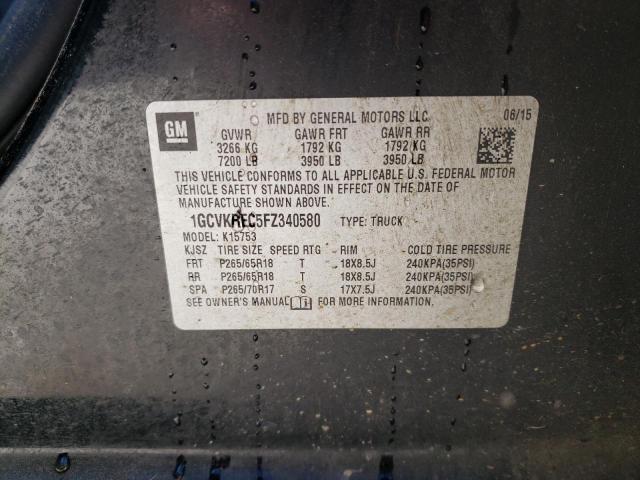 GM
MFD BY GENERAL MOTORS LLC 06/15
GVWR GAWR FRT GAWR RR
3266 KG 1792 KG 1792 KG
7200 LB 3950 LB 3950 LB
THIS VEHICLE CONFORMS TO ALL APPLICABLE U.S. FEDERAL MOTOR
VEHICLE SAFETY STANDARDS IN EFFECT ON THE DATE OF
MANUFACTURE SHOWN ABOVE.
1GCVKREC5FZ340580 TYPE: TRUCK
MODEL: K15753
KJSZ TIRE SIZE SPEED RTG RIM COLD TIRE PRESSURE
FRT P265/65R18 T 18X8.5J 240KPA(35PSI)
RR P265/65R18 T 18X8.5J 240KPA(35PSI)
SPA P265/70R17 S 17X7.5J 240KPA(35PSI)
SEE OWNER'S MANUAL FOR